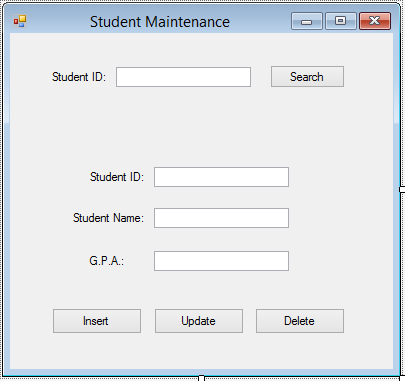 Student Maintenance
Student ID: Search
Student ID:
Student Name:
G.P.A.:
Insert Update Delete